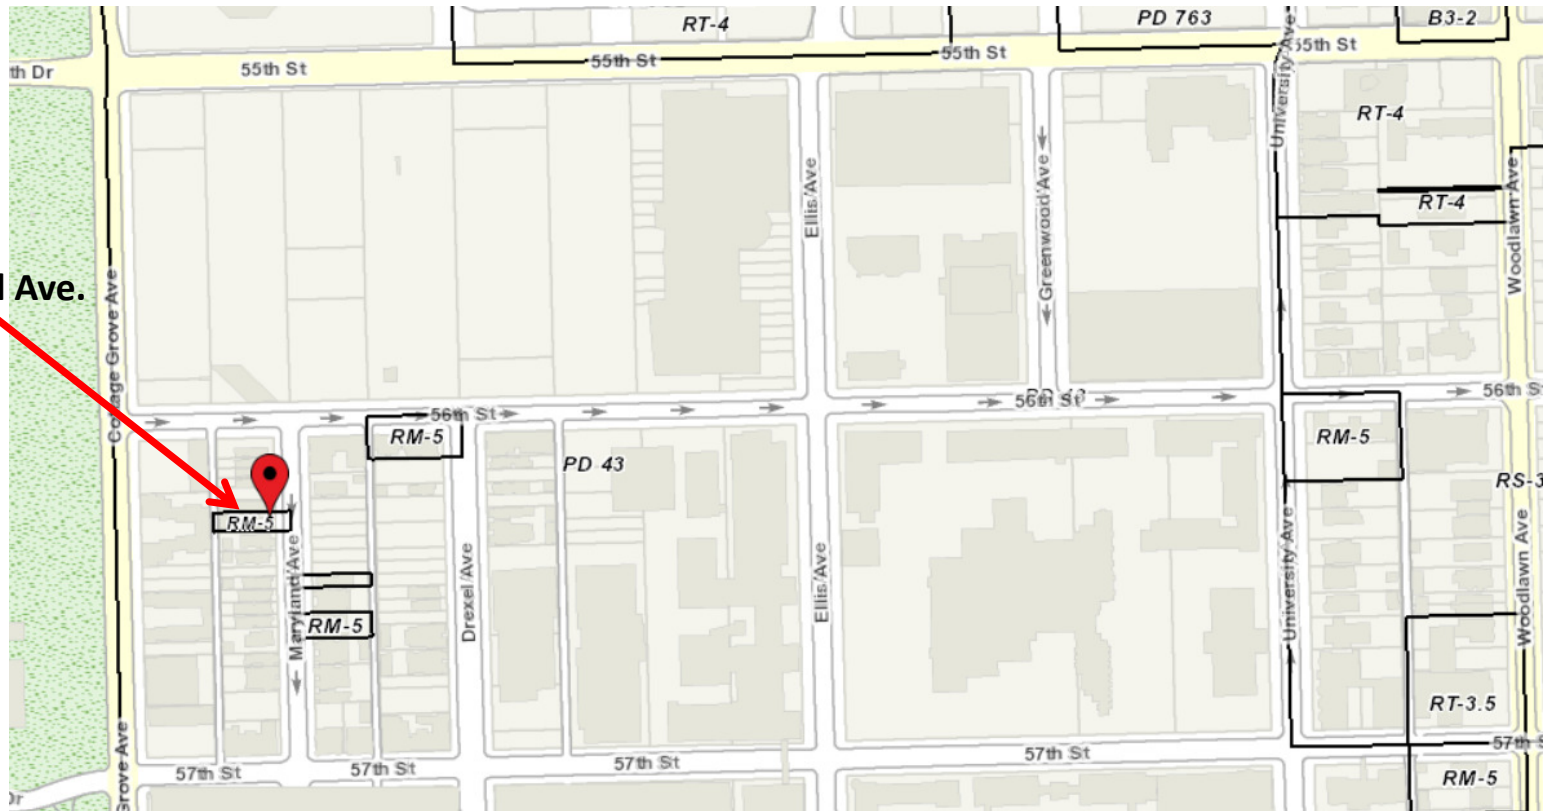 RT-4
PD 763
B3-2
th Dr
55th St
55th St
55th St
55th St
University Ave
RT-4
Ellis Ave
Greenwood Ave
RT-4
Woodlawn Ave
Ave.
Cottage Grove Ave
56th St
56th St
56th St
RM-5
PD 43
RM-5
RS-3
RM-5
Maryland Ave
Drexel Ave
Ellis Ave
University Ave
Woodlawn Ave
RM-5
RT-3.5
57th St
57th St
57th St
57th St
57th S
Grove Ave
RM-5